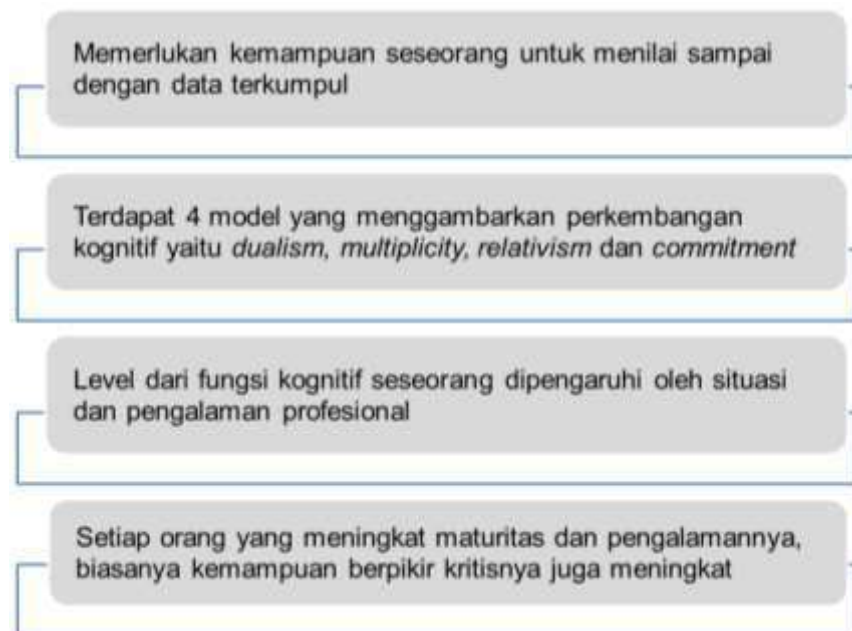 Memerlukan kemampuan seseorang untuk menilai sampai
dengan data terkumpul
Terdapat 4 model yang menggambarkan perkembangan
kognitif yaitu dualism, multiplicity, relativism dan commitment
Level dari fungsi kognitif seseorang dipengaruhi oleh situasi
dan pengalaman profesional
Setiap orang yang meningkat maturitas dan pengalamannya,
biasanya kemampuan berpikir kritisnya juga meningkat